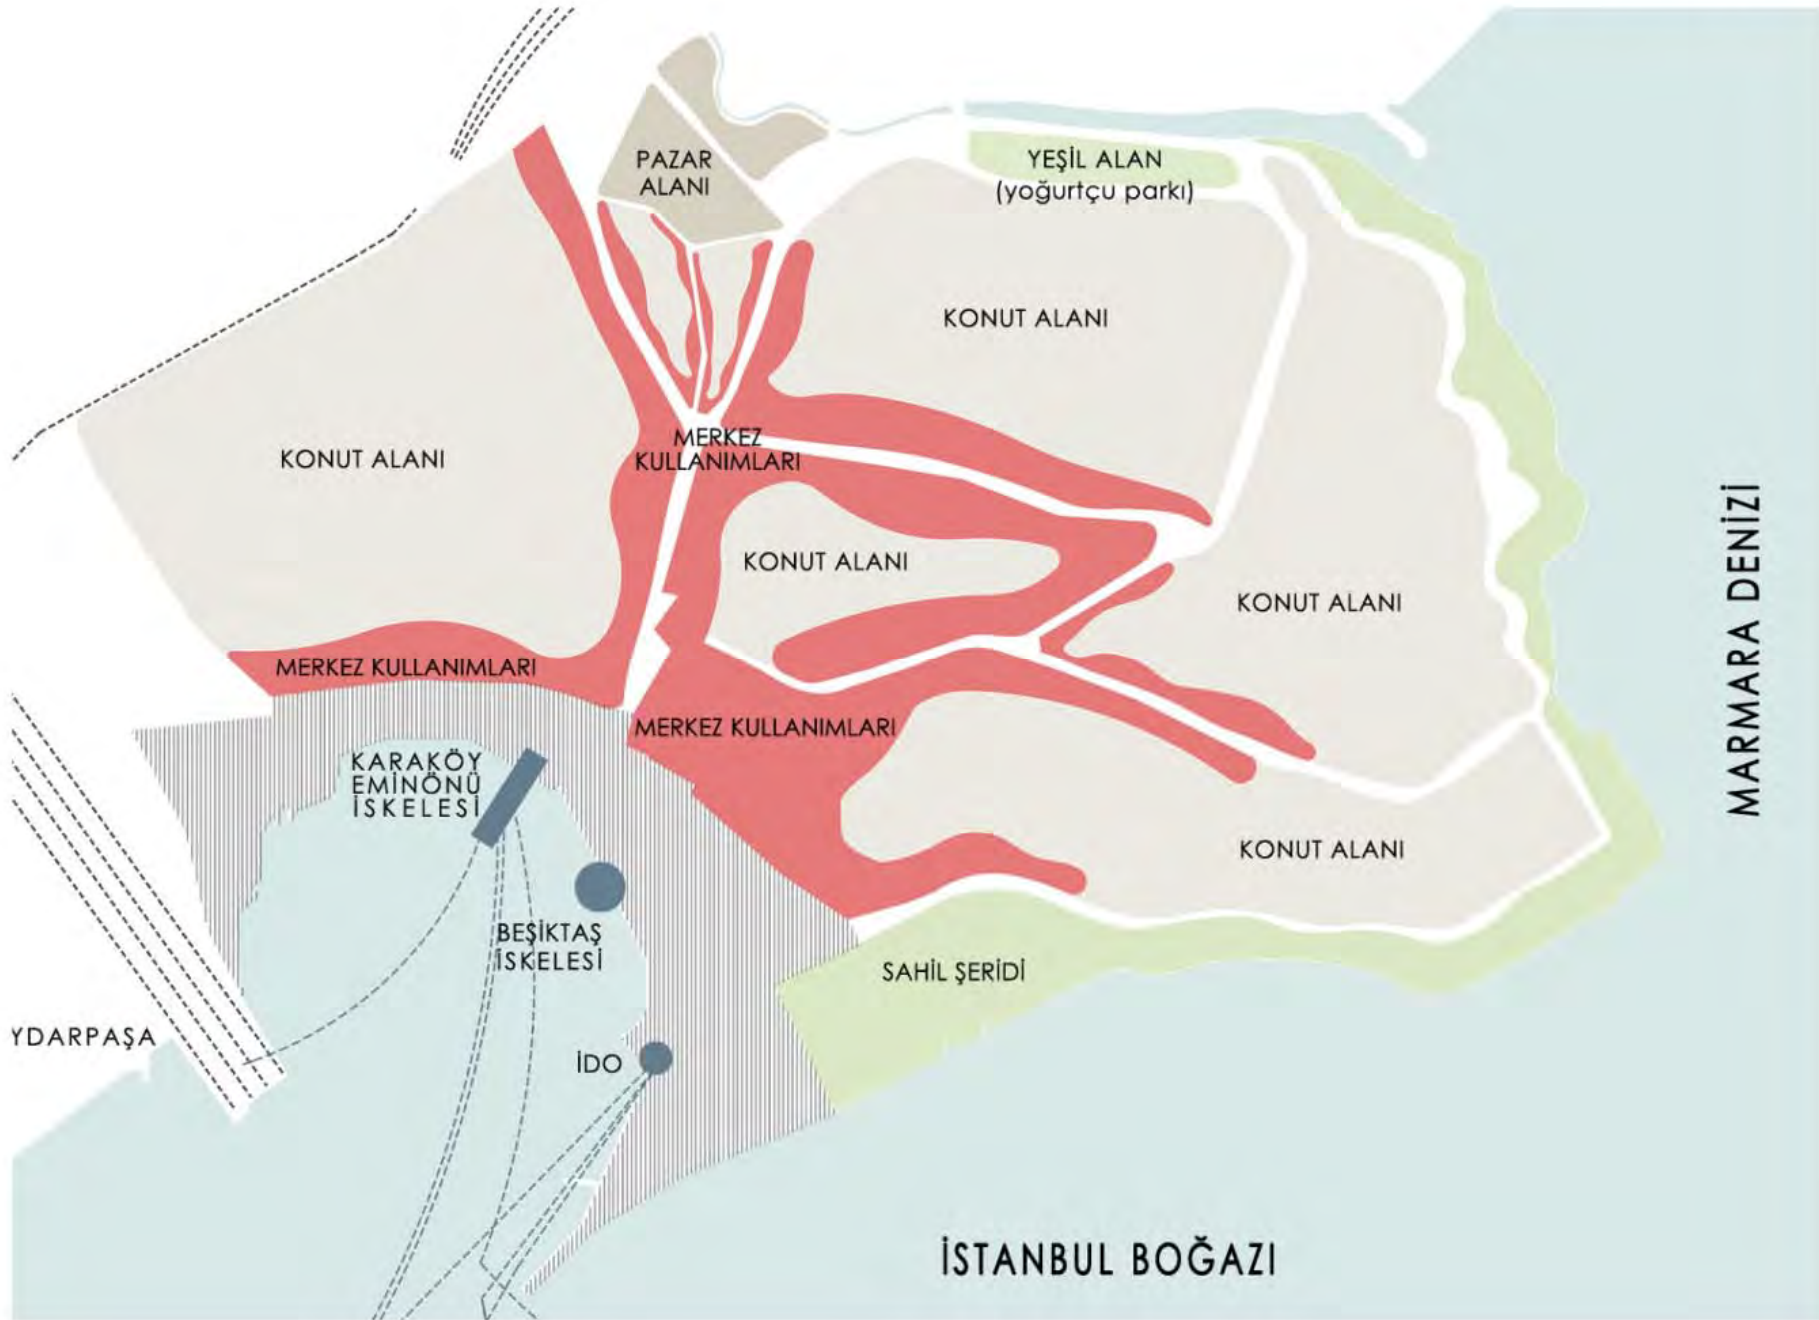 PAZAR
ALANI
YEŞİL ALAN
(yoğurtçu parkı)
KONUT ALANI
KONUT ALANI
MERKEZ
KULLANIMLARI
KONUT ALANI
KONUT ALANI
MERKEZ KULLANIMLARI
MERKEZ KULLANIMLARI
MARMARA DENİZİ
KARAKÖY
EMİNÖNÜ
İSKELESİ
KONUT ALANI
BEŞİKTAŞ
İSKELESİ
SAHİL ŞERİDİ
YDARPAŞA
İDO
İSTANBUL BOĞAZI